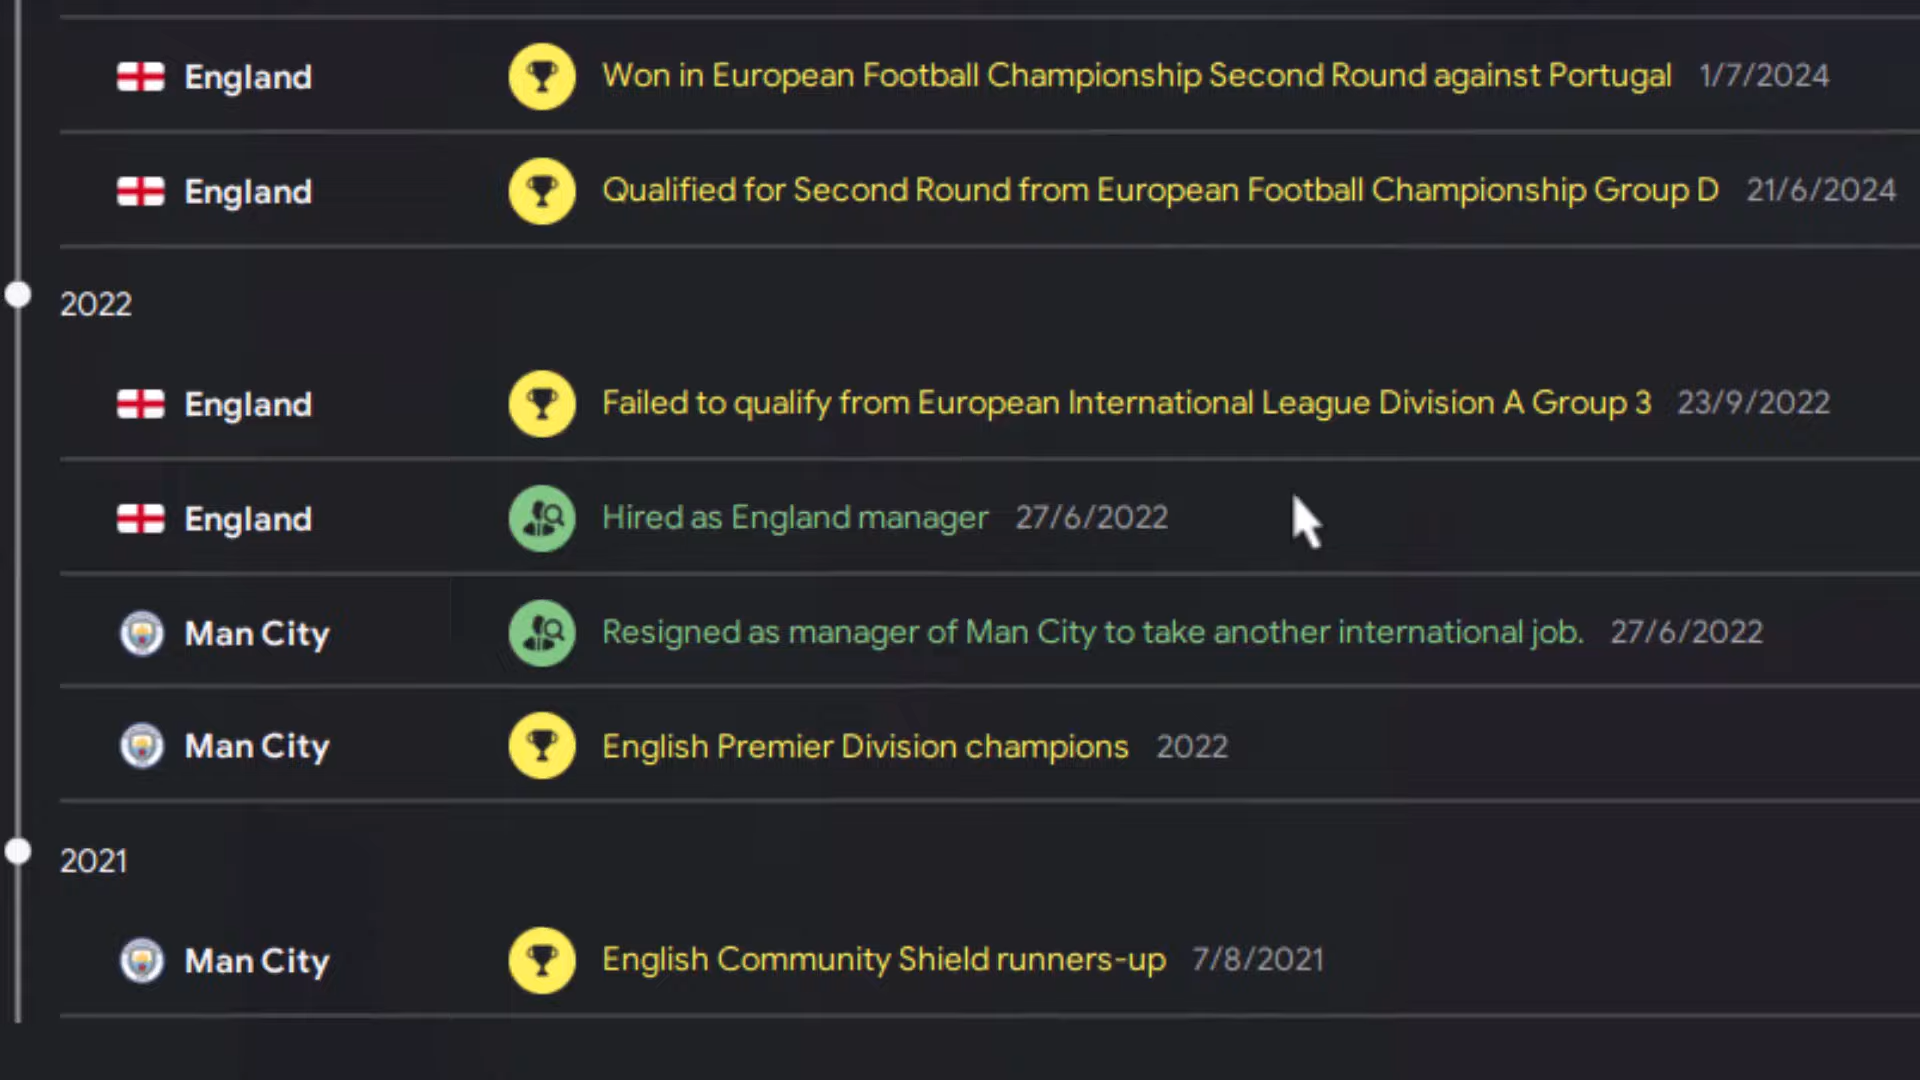 England Won in European Football Championship Second Round against Portugal 1/7/2024
England Qualified for Second Round from European Football Championship Group D 21/6/2024
2022
England Failed to qualify from European International League Division A Group 3 23/9/2022
England Hired as England manager 27/6/2022
Man City Resigned as manager of Man City to take another international job. 27/6/2022
Man City English Premier Division champions 2022
2021
Man City English Community Shield runners-up 7/8/2021